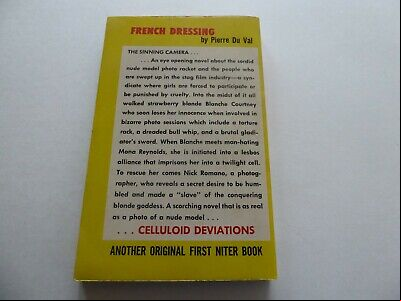 FRENCH DRESSING
by Pierre Du Val
THE SINNING CAMERA . . .
. . . An eye opening novel about the sordid
nude model photo racket and the people who
are swept up in the stag film industry—a syn-
dicate where girls are forced to participate or
be punished by cruelty. Into the midst of it all
walked strawberry blonde Blanche Courtney
who soon loses her innocence when involved in
bizarre photo sessions which include a torture
rack, a dreaded bull whip, and a brutal gladia-
tor's sword. When Blanche meets man-hating
Mona Reynolds, she is initiated into a lesbos
alliance that imprisons her into a twilight cell.
To rescue her comes Nick Romano, a photog-
rapher, who reveals a secret desire to be hum-
bled and made a "slave" of the conquering
blonde goddess. A scorching novel that is as real
as a photo of a nude model . . .
. . . CELLULOID DEVIATIONS
ANOTHER ORIGINAL FIRST NITER BOOK